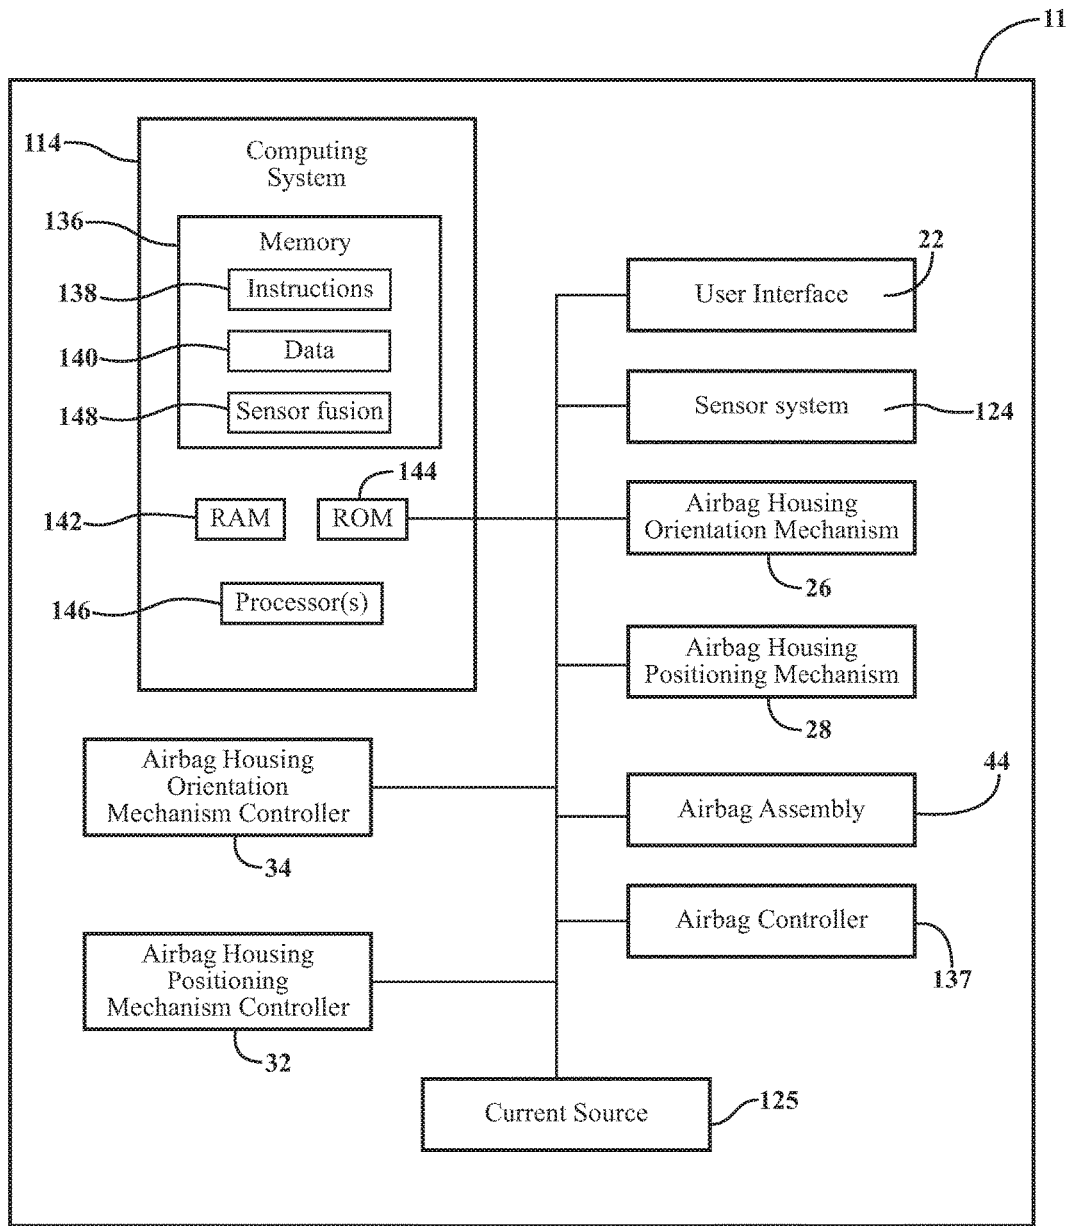 11
114
Computing
System
136
Memory
138
Instructions
140
Data
148
Sensor fusion
144
142
RAM
ROM
146
Processor(s)
22
User Interface
Sensor system
124
Airbag Housing
Orientation Mechanism
26
Airbag Housing
Positioning Mechanism
28
Airbag Housing
Orientation
Mechanism Controller
34
44
Airbag Assembly
Airbag Controller
137
Airbag Housing
Positioning
Mechanism Controller
32
Current Source
125